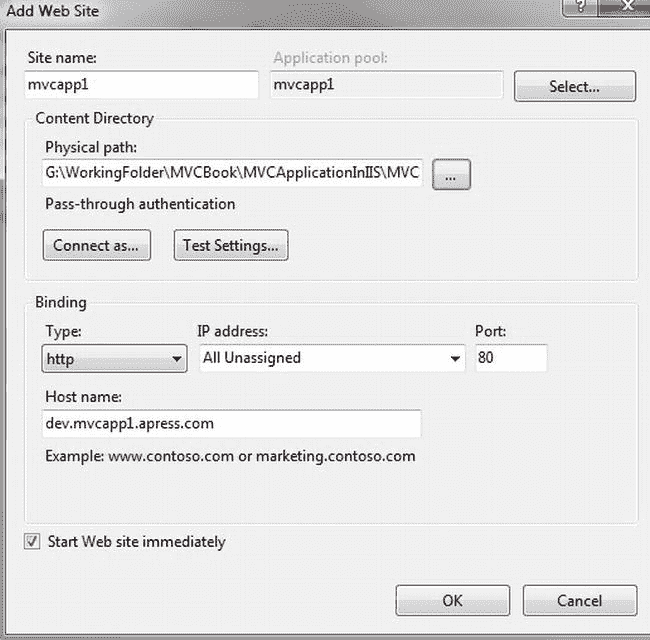 Add Web Site
Site name:
Application pool:
mvcapp1
mvcapp1
Select...
Content Directory
Physical path:
G:\WorkingFolder\MVCBook\MVCApplicationInIIS\MVC
...
Pass-through authentication
Connect as...
Test Settings...
Binding
Type:
IP address:
Port:
http
All Unassigned
80
Host name:
dev.mvcapp1.apress.com
Example: www.contoso.com or marketing.contoso.com
Start Web site immediately
OK
Cancel